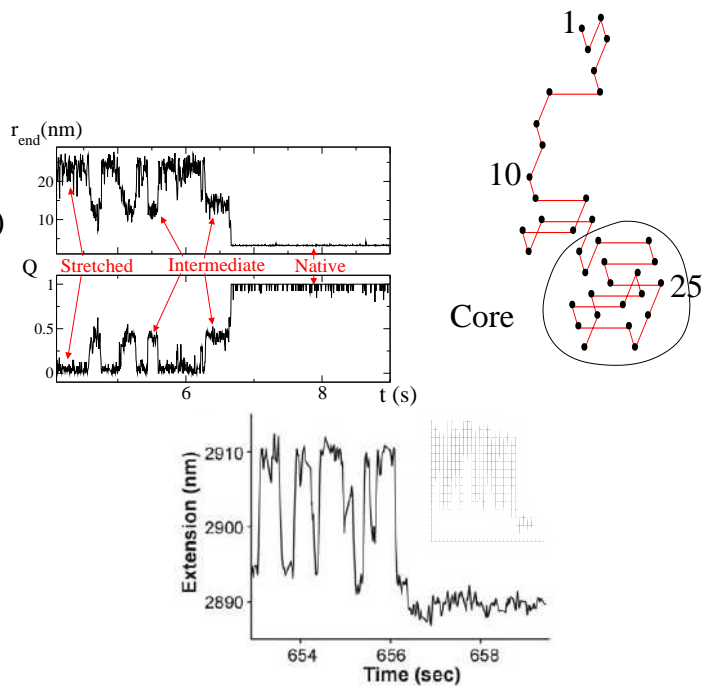 r_end(nm)
20
10
)
Q
Stretched
Intermediate
Native
1
0.5
0
6
8
t (s)
1
10
25
Core
Extension (nm)
2910
2900
2890
654
656
658
Time (sec)